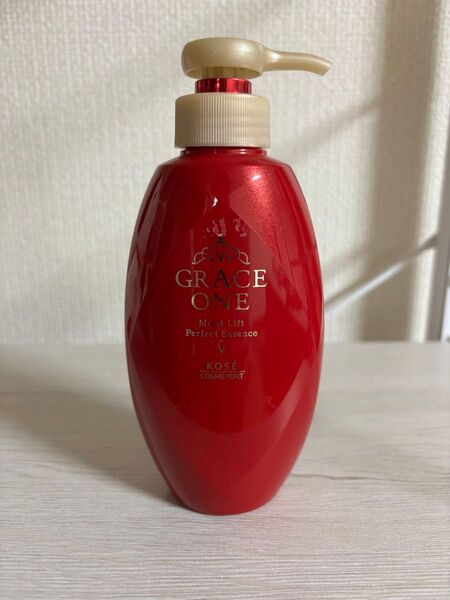 GRACE
ONE
Moist Lift
Perfect Essence
KOSÉ
COSMEPORT